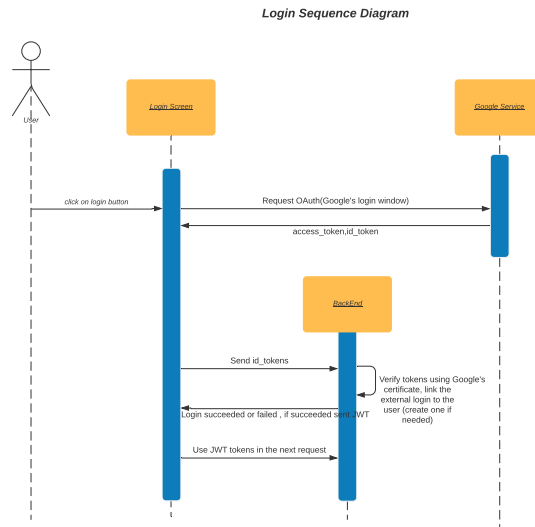 Login Sequence Diagram
User
Login Screen
Google Service
click on login button
Request OAuth(Google's login window)
access_token,id_token
BackEnd
Send id_tokens
Verify tokens using Google's
certificate, link the
external login to the
user (create one if
needed)
Login succeeded or failed , if succeeded sent JWT
Use JWT tokens in the next request